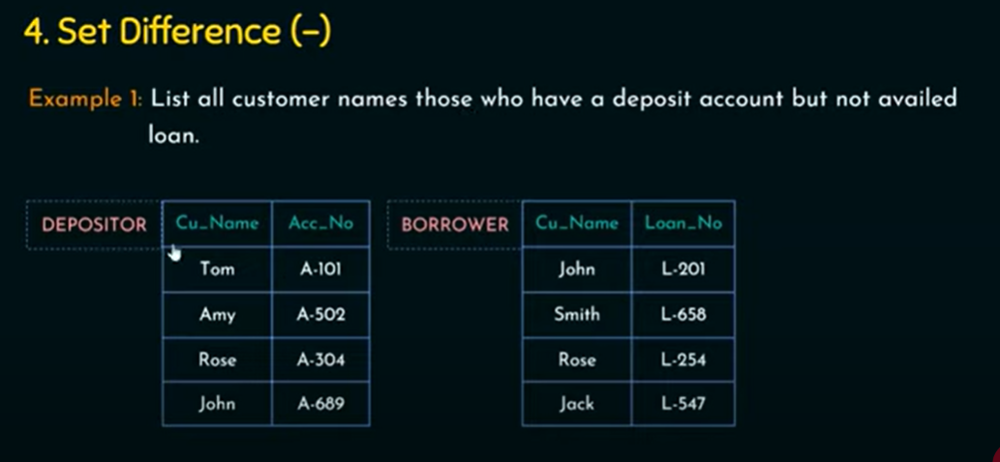 4. Set Difference (-)
Example 1: List all customer names those who have a deposit account but not availed
loan.
DEPOSITOR Cu_Name Acc_No BORROWER Cu_Name Loan_No
Tom A-101 John L-201
Amy A-502 Smith L-658
Rose A-304 Rose L-254
John A-689 Jack L-547